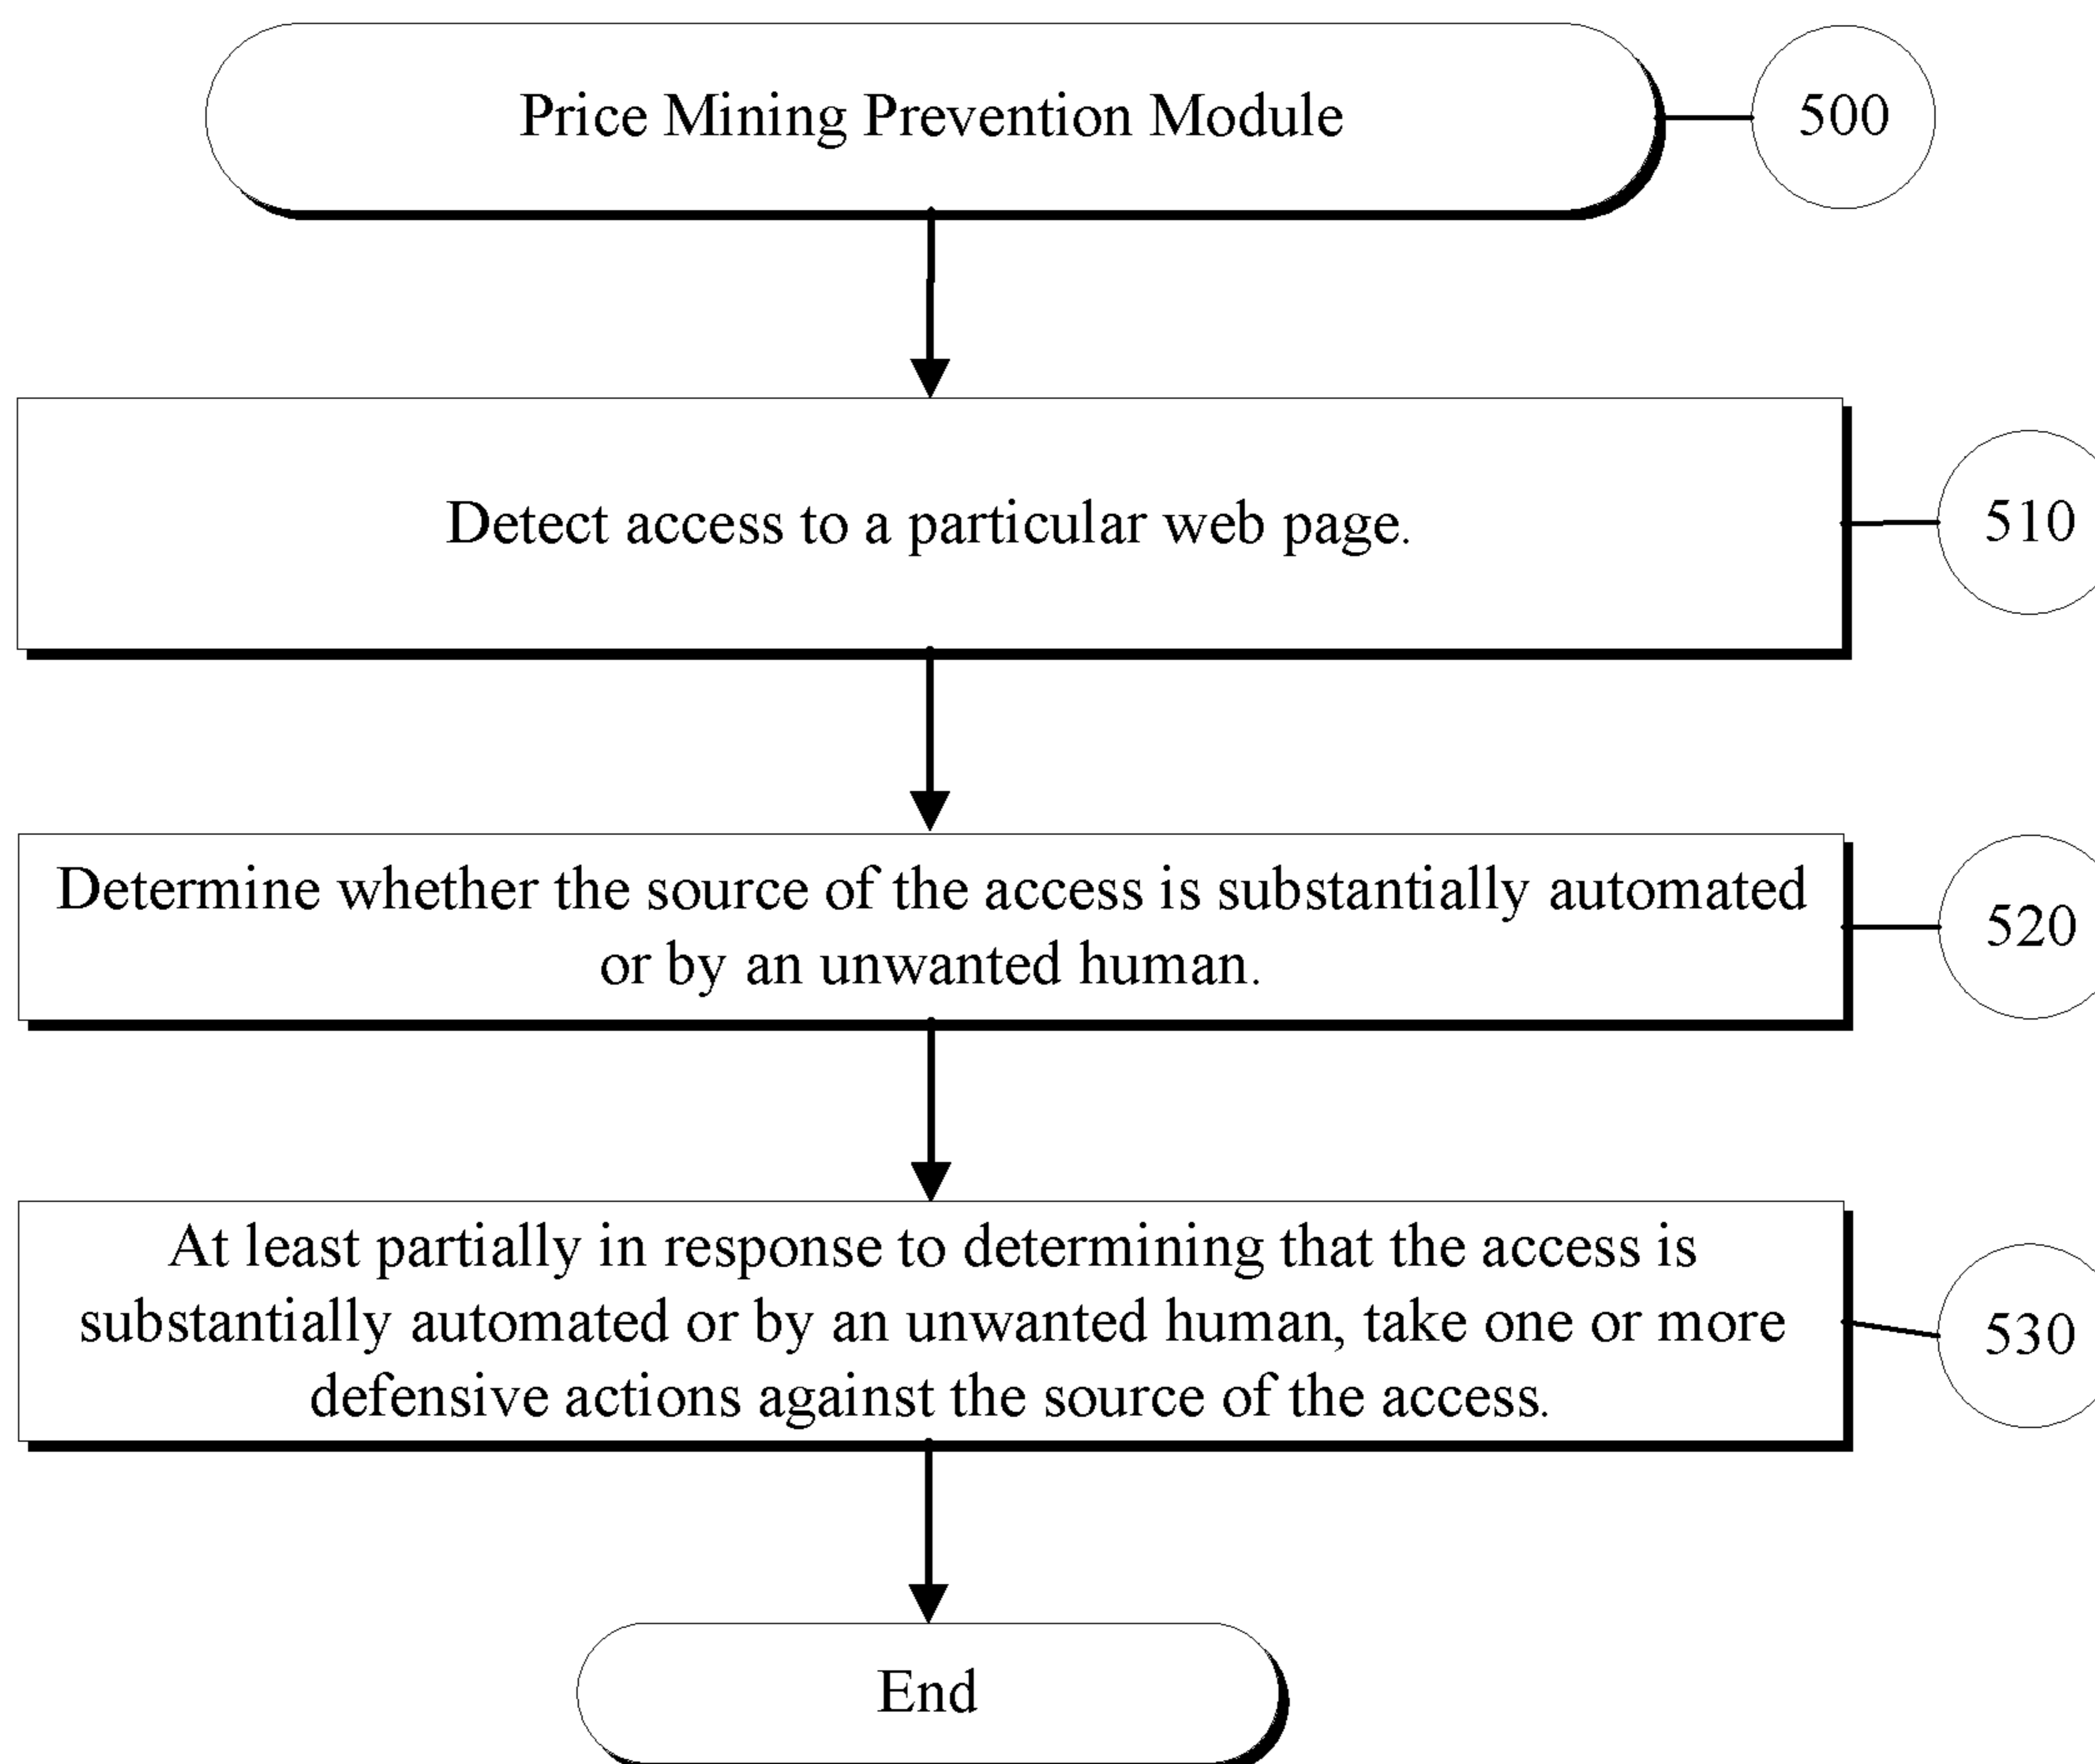 Price Mining Prevention Module
500
Detect access to a particular web page.
510
Determine whether the source of the access is substantially automated
or by an unwanted human.
520
At least partially in response to determining that the access is
substantially automated or by an unwanted human, take one or more
defensive actions against the source of the access.
530
End